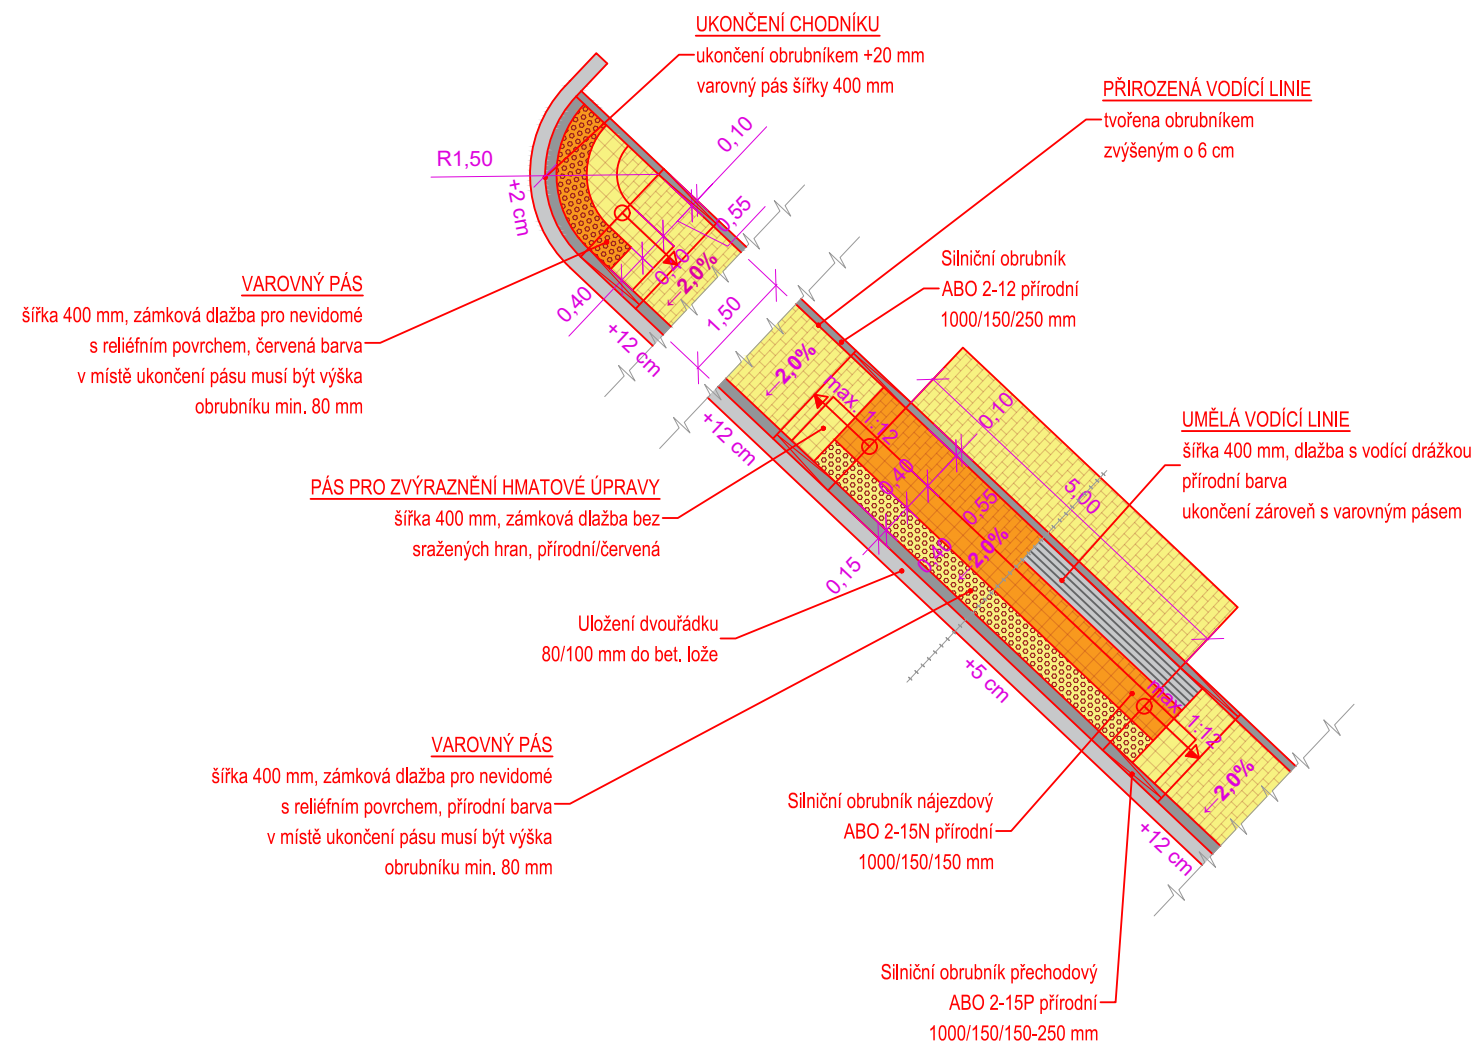 UKONČENÍ CHODNÍKU
ukončení obrubníkem +20 mm
varovný pás šířky 400 mm
PŘIROZENÁ VODÍCÍ LINIE
tvořena obrubníkem
zvýšeným o 6 cm
R1,50
+2 cm
0,10
0,55
0,40
0,40
←2,0%
+12 cm
1,50
VAROVNÝ PÁS
šířka 400 mm, zámková dlažba pro nevidomé
s reliéfním povrchem, červená barva
v místě ukončení pásu musí být výška
obrubníku min. 80 mm
Silniční obrubník
ABO 2-12 přírodní
1000/150/250 mm
←2,0%
max. 1:12
+12 cm
0,10
0,40
0,55
5,00
UMĚLÁ VODÍCÍ LINIE
šířka 400 mm, dlažba s vodící drážkou
přírodní barva
ukončení zároveň s varovným pásem
PÁS PRO ZVÝRAZNĚNÍ HMATOVÉ ÚPRAVY
šířka 400 mm, zámková dlažba bez
sražených hran, přírodní/červená
0,15
0,40
2,0%
Uložení dvouřádku
80/100 mm do bet. lože
+5 cm
max. 1:12
←2,0%
+12 cm
VAROVNÝ PÁS
šířka 400 mm, zámková dlažba pro nevidomé
s reliéfním povrchem, přírodní barva
v místě ukončení pásu musí být výška
obrubníku min. 80 mm
Silniční obrubník nájezdový
ABO 2-15N přírodní
1000/150/150 mm
Silniční obrubník přechodový
ABO 2-15P přírodní
1000/150/150-250 mm